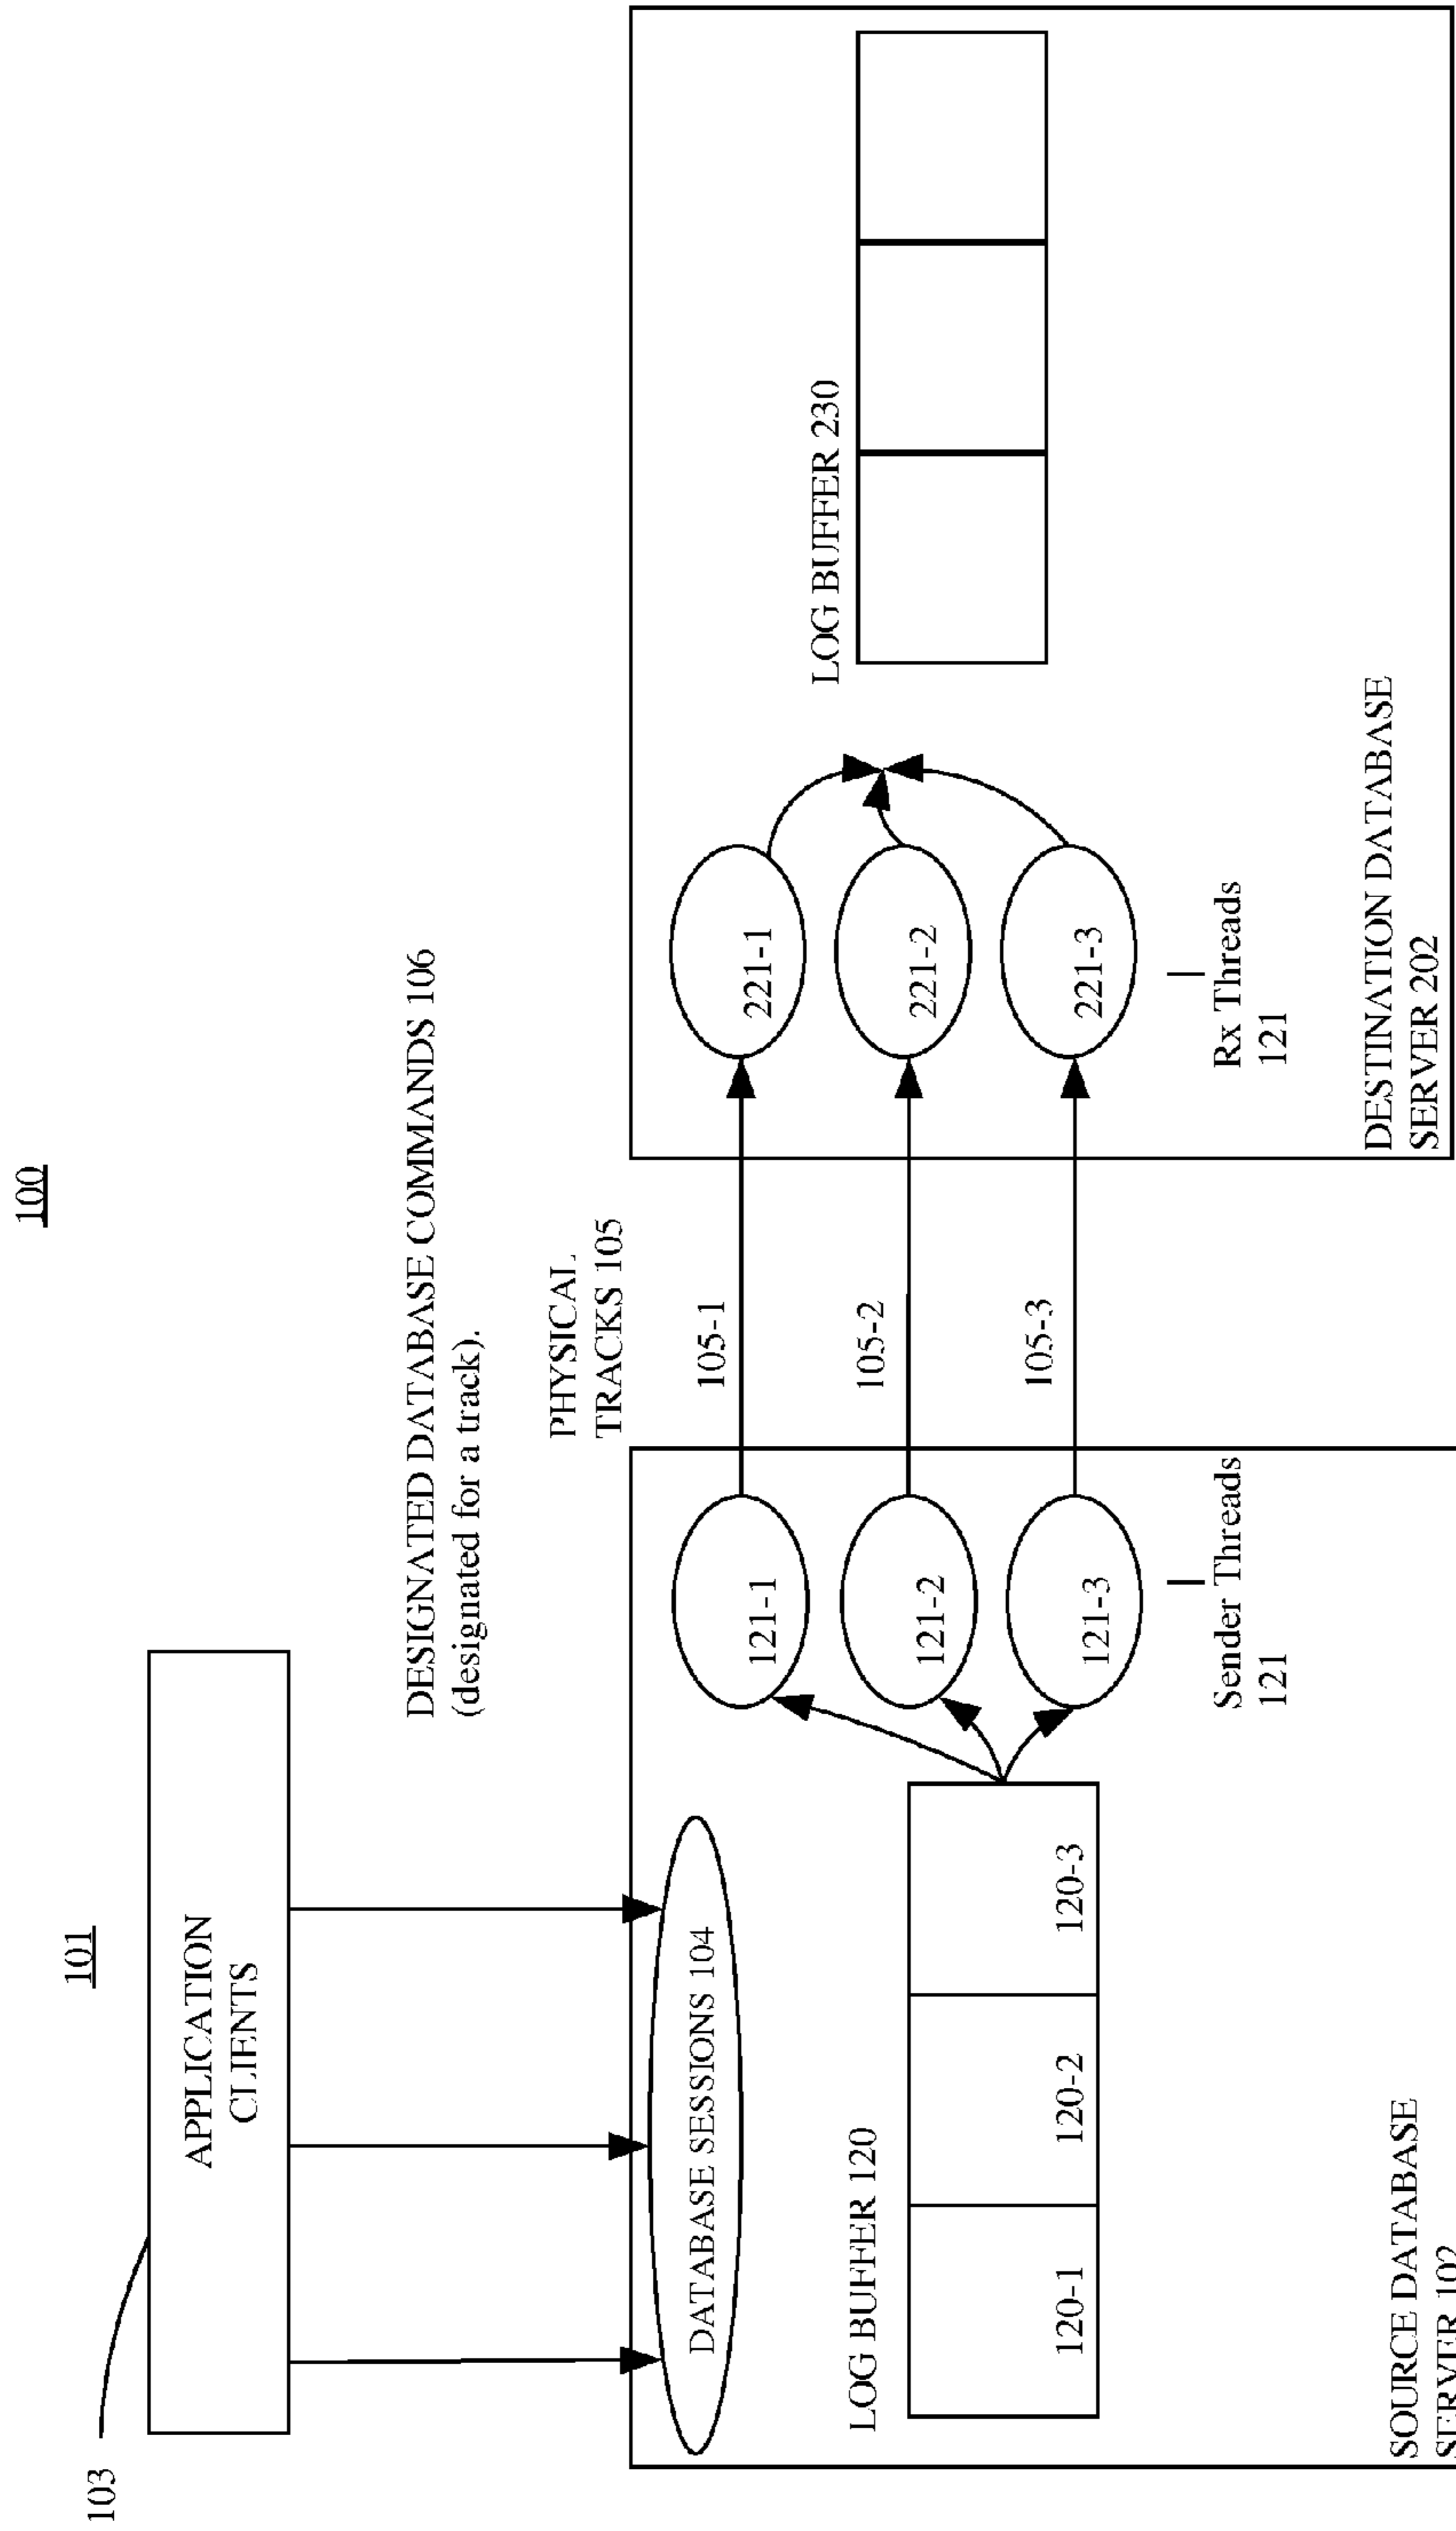 100
101
103
APPLICATION
CLIENTS
DESIGNATED DATABASE COMMANDS 106
(designated for a track).
PHYSICAL
TRACKS 105
DATABASE SESSIONS 104
LOG BUFFER 120
120-1
120-2
120-3
121-1
121-2
121-3
Sender Threads
121
SOURCE DATABASE
SERVER 102
105-1
105-2
105-3
221-1
221-2
221-3
Rx Threads
121
LOG BUFFER 230
DESTINATION DATABASE
SERVER 202